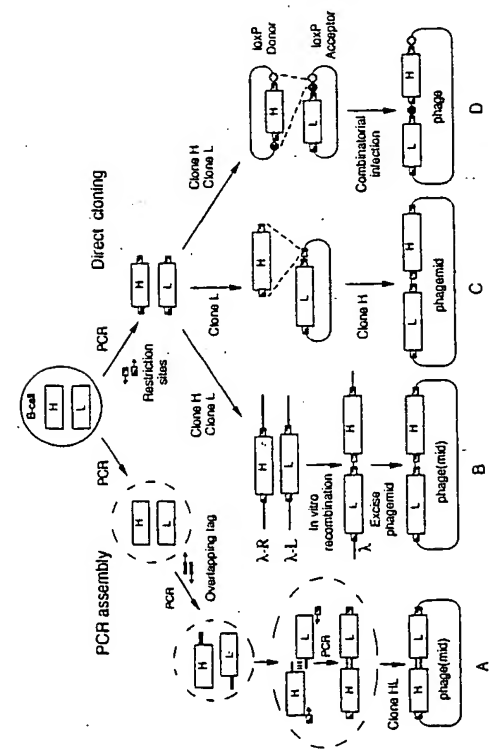 PCR assembly
Direct cloning
B-cell
H
L
PCR
PCR
H
L
Overlapping tag
PCR
H
L
H
L
PCR
H
L
Clone HL
H
L
phage(mid)
A
Restriction
sites
H
L
Clone H
Clone L
λ-R
H
λ-L
L
In vitro
recombination
λ
L
H
Excise
phagemid
L
H
phage(mid)
B
Clone L
H
L
Clone H
L
H
phagemid
C
Clone H
Clone L
loxP
Donor
loxP
Acceptor
H
L
Combinatorial
infection
L
H
phage
D